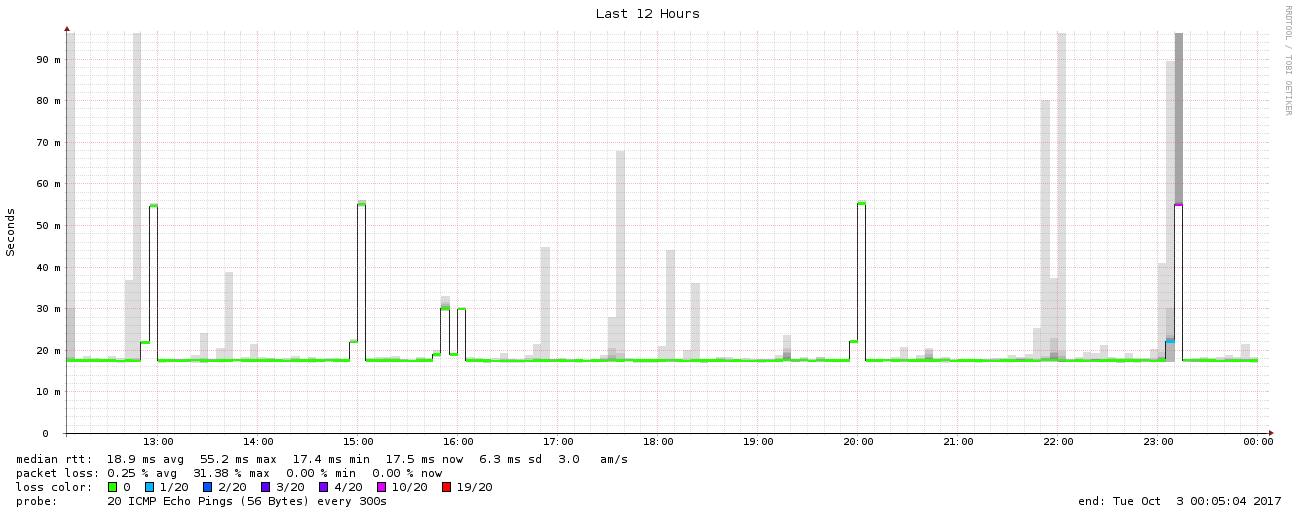 Last 12 Hours
RRDTOOL / TOBI OETIKER
Seconds
90 m
80 m
70 m
60 m
50 m
40 m
30 m
20 m
10 m
0
13:00 14:00 15:00 16:00 17:00 18:00 19:00 20:00 21:00 22:00 23:00 00:00
median rtt: 18.9 ms avg 55.2 ms max 17.4 ms min 17.5 ms now 6.3 ms sd 3.0 am/s
packet loss: 0.25 % avg 31.38 % max 0.00 % min 0.00 % now
loss color: 0 1/20 2/20 3/20 4/20 10/20 19/20
probe: 20 ICMP Echo Pings (56 Bytes) every 300s end: Tue Oct 3 00:05:04 2017